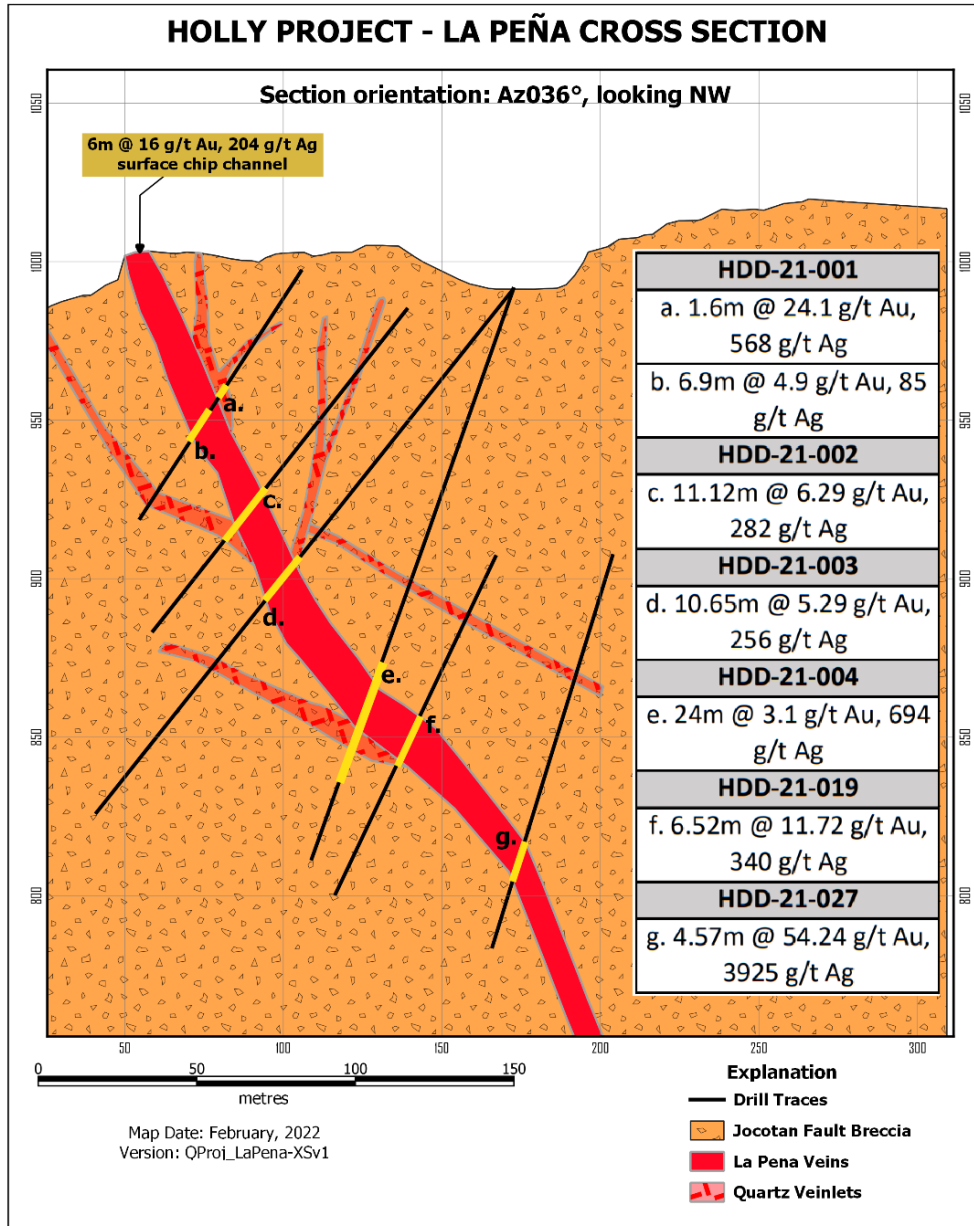 HOLLY PROJECT - LA PEÑA CROSS SECTION
Section orientation: Az036°, looking NW
1050
1050
6m @ 16 g/t Au, 204 g/t Ag
surface chip channel
1000
1000
HDD-21-001
a. 1.6m @ 24.1 g/t Au,
568 g/t Ag
b. 6.9m @ 4.9 g/t Au, 85
g/t Ag
HDD-21-002
c. 11.12m @ 6.29 g/t Au,
282 g/t Ag
HDD-21-003
d. 10.65m @ 5.29 g/t Au,
256 g/t Ag
HDD-21-004
e. 24m @ 3.1 g/t Au, 694
g/t Ag
HDD-21-019
f. 6.52m @ 11.72 g/t Au,
340 g/t Ag
HDD-21-027
g. 4.57m @ 54.24 g/t Au,
3925 g/t Ag
a.
950
950
b.
c.
900
900
d.
e.
f.
850
850
g.
800
800
50
100
150
200
250
300
0
50
100
150
metres
Map Date: February, 2022
Version: QProj_LaPena-XSv1
Explanation
Drill Traces
Jocotan Fault Breccia
La Pena Veins
Quartz Veinlets